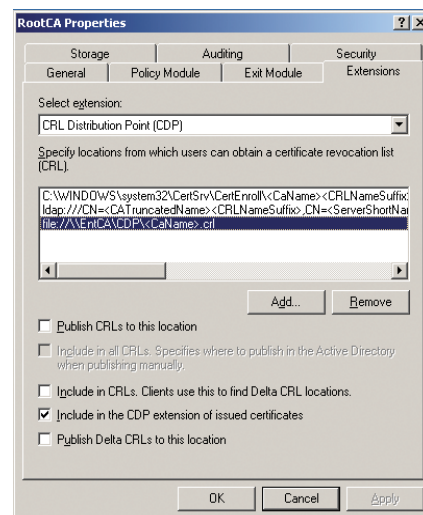 RootCA Properties
Storage Auditing Security
General Policy Module Exit Module Extensions
Select extension:
CRL Distribution Point (CDP)
Specify locations from which users can obtain a certificate revocation list
(CRL).
C:\WINDOWS\system32\CertSrv\CertEnroll\<CaName><CRLNameSuffix>
ldap:///CN=<CATruncatedName><CRLNameSuffix>,CN=<ServerShortNa
file://\\EntCA\CDP\<CaName>.crl
Add... Remove
Publish CRLs to this location
Include in all CRLs. Specifies where to publish in the Active Directory
when publishing manually.
Include in CRLs. Clients use this to find Delta CRL locations.
Include in the CDP extension of issued certificates
Publish Delta CRLs to this location
OK Cancel Apply